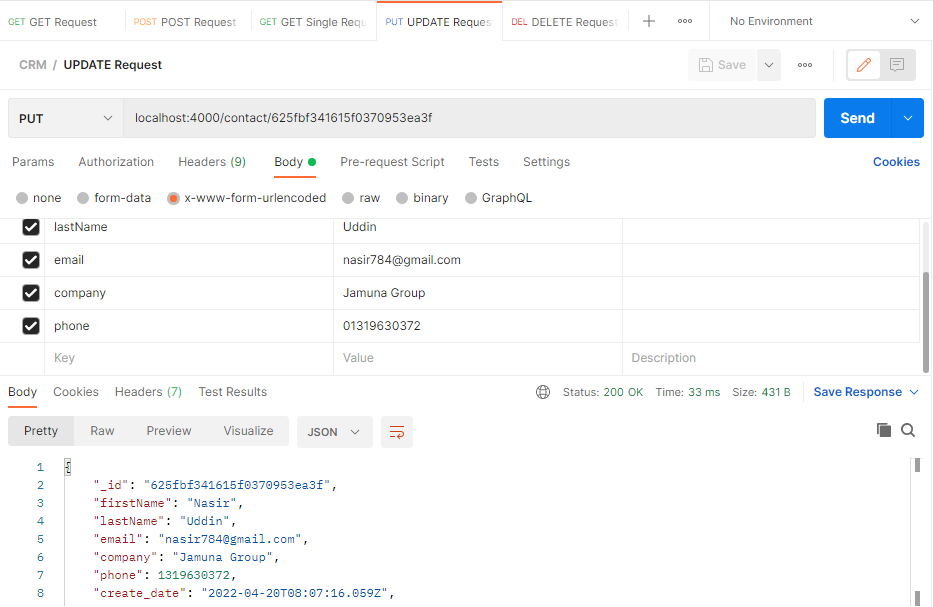 GET GET Request POST POST Request GET GET Single Requ PUT UPDATE Reques DEL DELETE Request No Environment
CRM / UPDATE Request Save
PUT localhost:4000/contact/625fbf341615f0370953ea3f Send
Params Authorization Headers (9) Body Pre-request Script Tests Settings Cookies
none form-data x-www-form-urlencoded raw binary GraphQL
lastName Uddin
email nasir784@gmail.com
company Jamuna Group
phone 01319630372
Key Value Description
Body Cookies Headers (7) Test Results Status: 200 OK Time: 33 ms Size: 431 B Save Response
Pretty Raw Preview Visualize JSON
1 {
2 "_id": "625fbf341615f0370953ea3f",
3 "firstName": "Nasir",
4 "lastName": "Uddin",
5 "email": "nasir784@gmail.com",
6 "company": "Jamuna Group",
7 "phone": 1319630372,
8 "create_date": "2022-04-20T08:07:16.059Z",